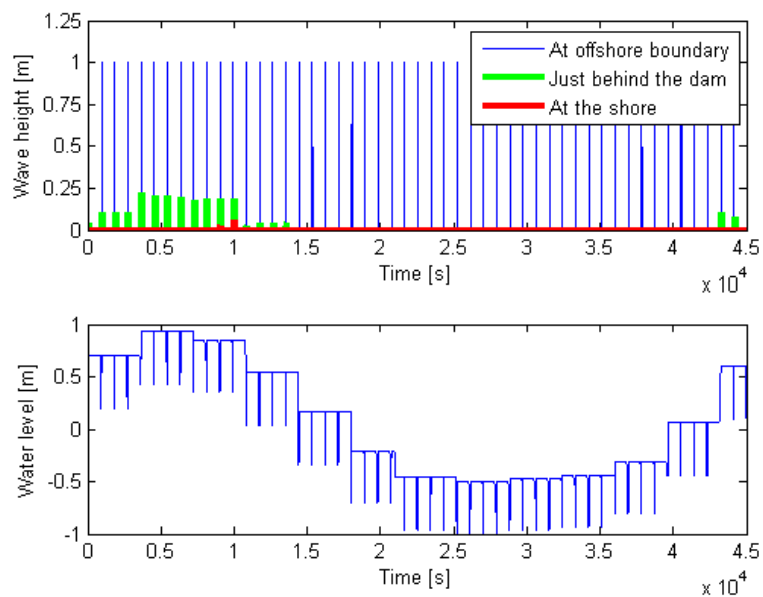 1.25
1
0.75
0.5
0.25
0
Wave height [m]
At offshore boundary
Just behind the dam
At the shore
0 0.5 1 1.5 2 2.5 3 3.5 4 4.5
Time [s]
x 10^4
1
0.5
0
-0.5
-1
Water level [m]
0 0.5 1 1.5 2 2.5 3 3.5 4 4.5
Time [s]
x 10^4